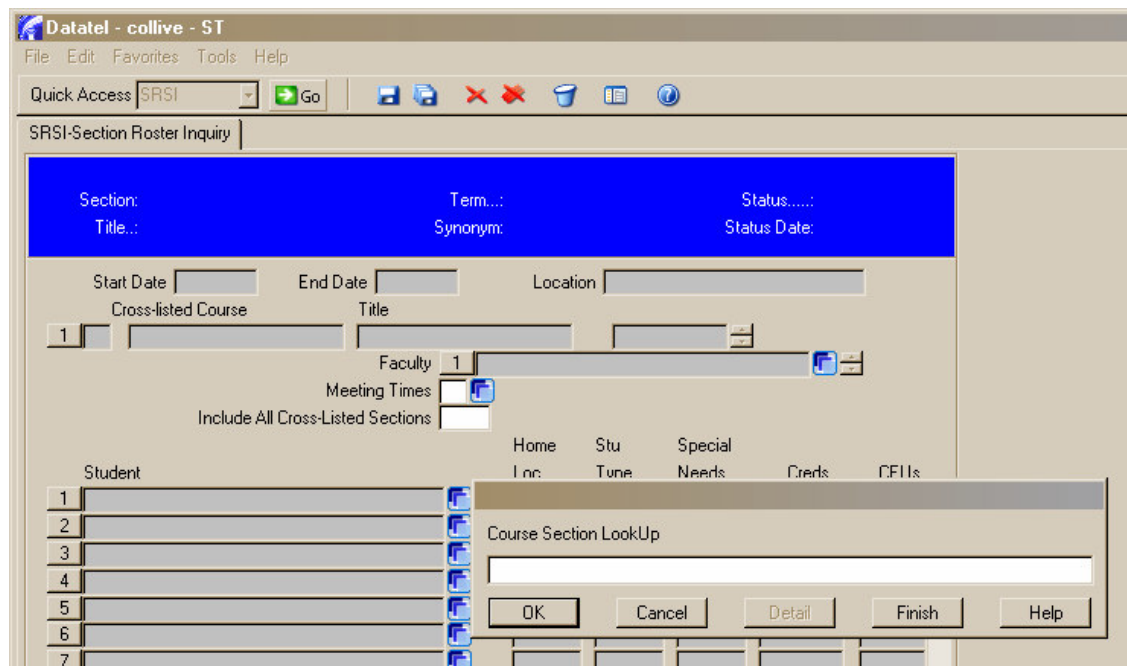 Datatel - collive - ST
File Edit Favorites Tools Help
Quick Access SRSI Go
SRSI-Section Roster Inquiry
Section: Term...: Status.....:
Title..: Synonym: Status Date:
Start Date End Date Location
Cross-listed Course Title
1
Faculty 1
Meeting Times
Include All Cross-Listed Sections
Home Stu Special
Student Loc Type Needs Creds CEUs
1
2
Course Section LookUp
3
4
5 OK Cancel Detail Finish Help
6
7